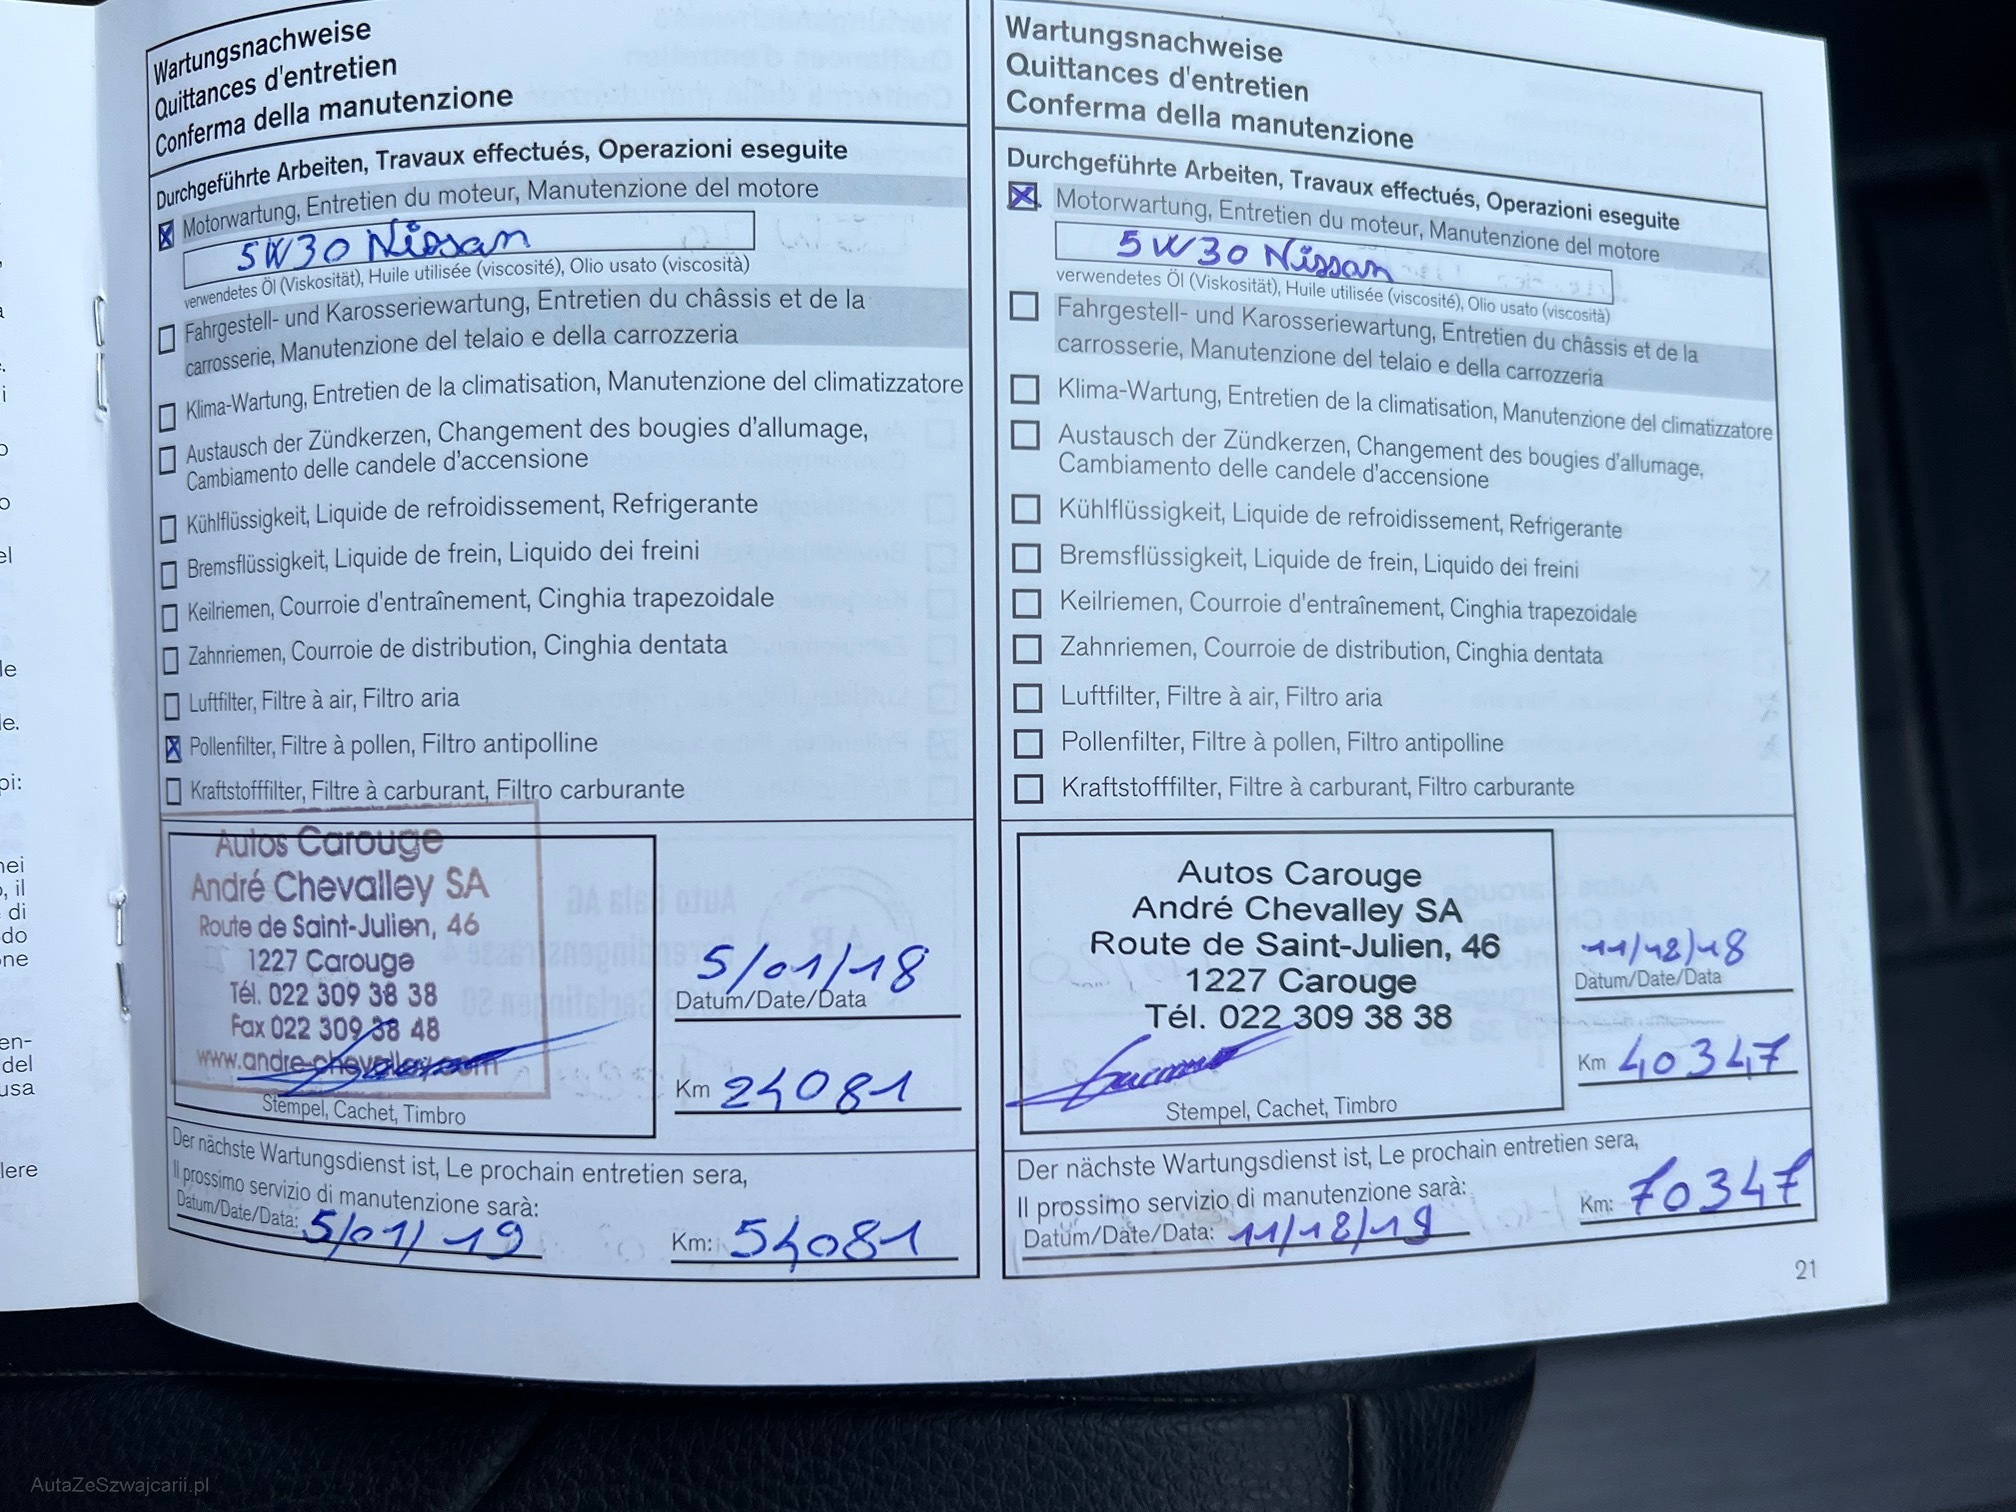 Wartungsnachweise
Quittances d'entretien
Conferma della manutenzione
Durchgeführte Arbeiten, Travaux effectués, Operazioni eseguite
Motorwartung, Entretien du moteur, Manutenzione del motore
5W30 Nissan
verwendetes Öl (Viskosität), Huile utilisée (viscosité), Olio usato (viscosità)
Fahrgestell- und Karosseriewartung, Entretien du châssis et de la
carrosserie, Manutenzione del telaio e della carrozzeria
Klima-Wartung, Entretien de la climatisation, Manutenzione del climatizzatore
Austausch der Zündkerzen, Changement des bougies d'allumage,
Cambiamento delle candele d'accensione
Kühlflüssigkeit, Liquide de refroidissement, Refrigerante
Bremsflüssigkeit, Liquide de frein, Liquido dei freini
Keilriemen, Courroie d'entraînement, Cinghia trapezoidale
Zahnriemen, Courroie de distribution, Cinghia dentata
Luftfilter, Filtre à air, Filtro aria
Pollenfilter, Filtre à pollen, Filtro antipolline
Kraftstofffilter, Filtre à carburant, Filtro carburante
Autos Carouge
André Chevalley SA
Route de Saint-Julien, 46
1227 Carouge
Tél. 022 309 38 38
Fax 022 309 38 48
www.andre-chevalley.com
Stempel, Cachet, Timbro
5/01/18
Datum/Date/Data
Km 24081
Der nächste Wartungsdienst ist, Le prochain entretien sera,
Il prossimo servizio di manutenzione sarà:
Datum/Date/Data: 5/01/19
Km: 54081
Wartungsnachweise
Quittances d'entretien
Conferma della manutenzione
Durchgeführte Arbeiten, Travaux effectués, Operazioni eseguite
Motorwartung, Entretien du moteur, Manutenzione del motore
5W30 Nissan
verwendetes Öl (Viskosität), Huile utilisée (viscosité), Olio usato (viscosità)
Fahrgestell- und Karosseriewartung, Entretien du châssis et de la
carrosserie, Manutenzione del telaio e della carrozzeria
Klima-Wartung, Entretien de la climatisation, Manutenzione del climatizzatore
Austausch der Zündkerzen, Changement des bougies d'allumage,
Cambiamento delle candele d'accensione
Kühlflüssigkeit, Liquide de refroidissement, Refrigerante
Bremsflüssigkeit, Liquide de frein, Liquido dei freini
Keilriemen, Courroie d'entraînement, Cinghia trapezoidale
Zahnriemen, Courroie de distribution, Cinghia dentata
Luftfilter, Filtre à air, Filtro aria
Pollenfilter, Filtre à pollen, Filtro antipolline
Kraftstofffilter, Filtre à carburant, Filtro carburante
Autos Carouge
André Chevalley SA
Route de Saint-Julien, 46
1227 Carouge
Tél. 022 309 38 38
Stempel, Cachet, Timbro
11/12/18
Datum/Date/Data
Km 40347
Der nächste Wartungsdienst ist, Le prochain entretien sera,
Il prossimo servizio di manutenzione sarà:
Datum/Date/Data: 11/12/19
Km: 70347
21
AutaZeSzwajcarii.pl